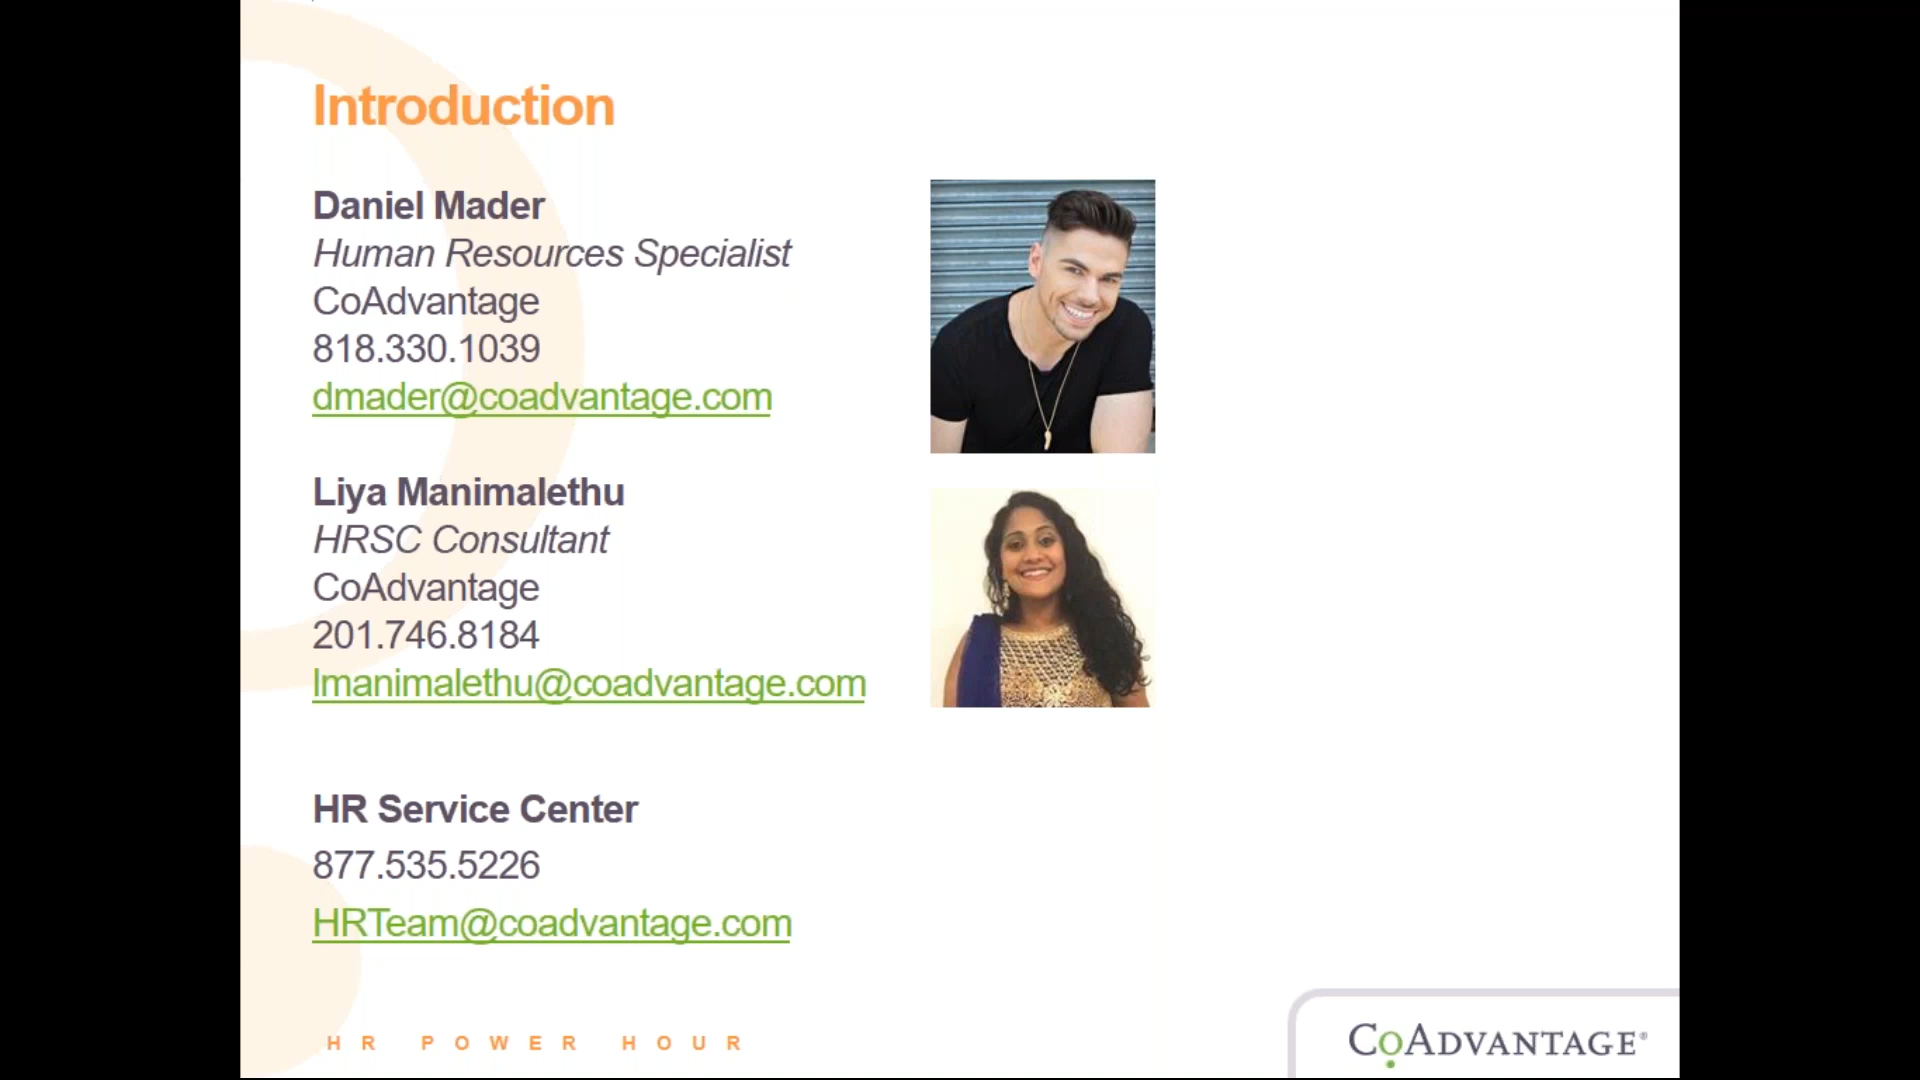 Introduction
Daniel Mader
Human Resources Specialist
CoAdvantage
818.330.1039
dmader@coadvantage.com
Liya Manimalethu
HRSC Consultant
CoAdvantage
201.746.8184
lmanimalethu@coadvantage.com
HR Service Center
877.535.5226
HRTeam@coadvantage.com
HR POWER HOUR
COADVANTAGE®